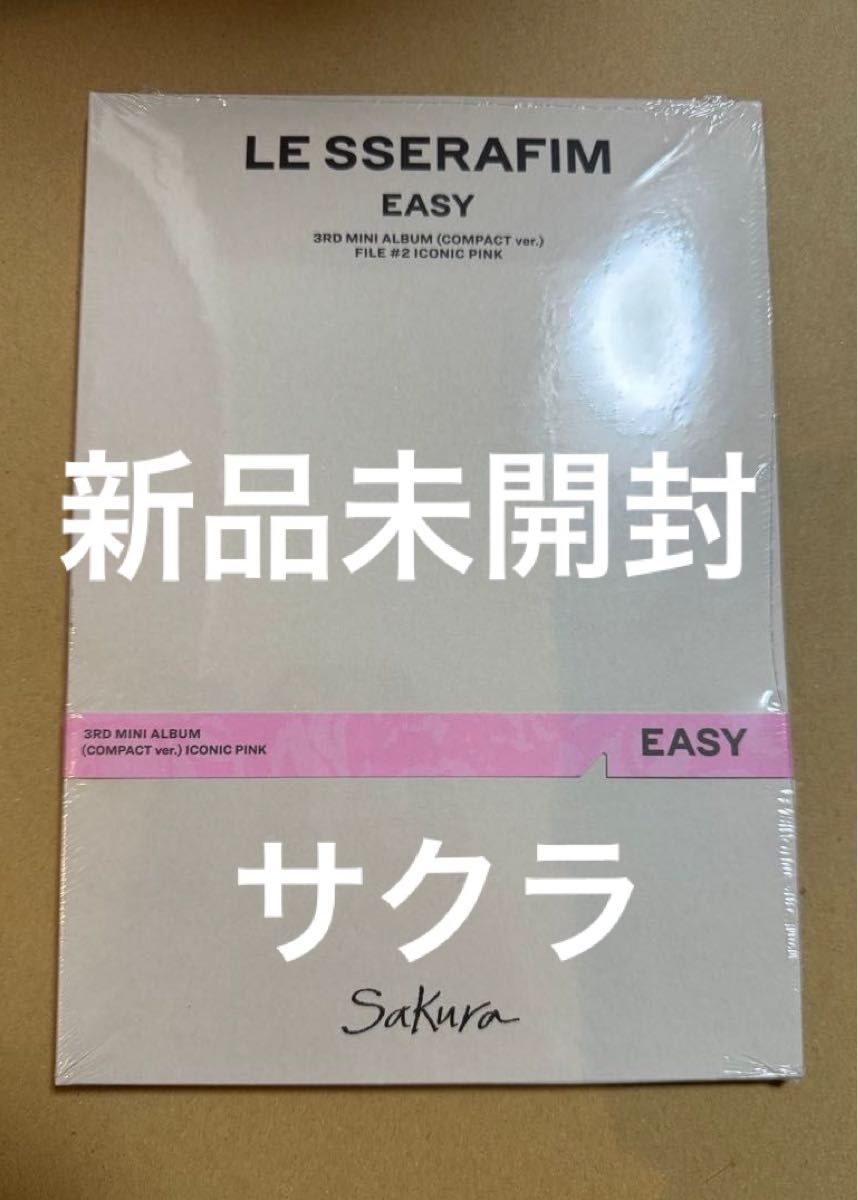 LE SSERAFIM
EASY
3RD MINI ALBUM (COMPACT ver.)
FILE #2 ICONIC PINK
新品未開封
3RD MINI ALBUM
(COMPACT ver.) ICONIC PINK
EASY
サクラ
Sakura